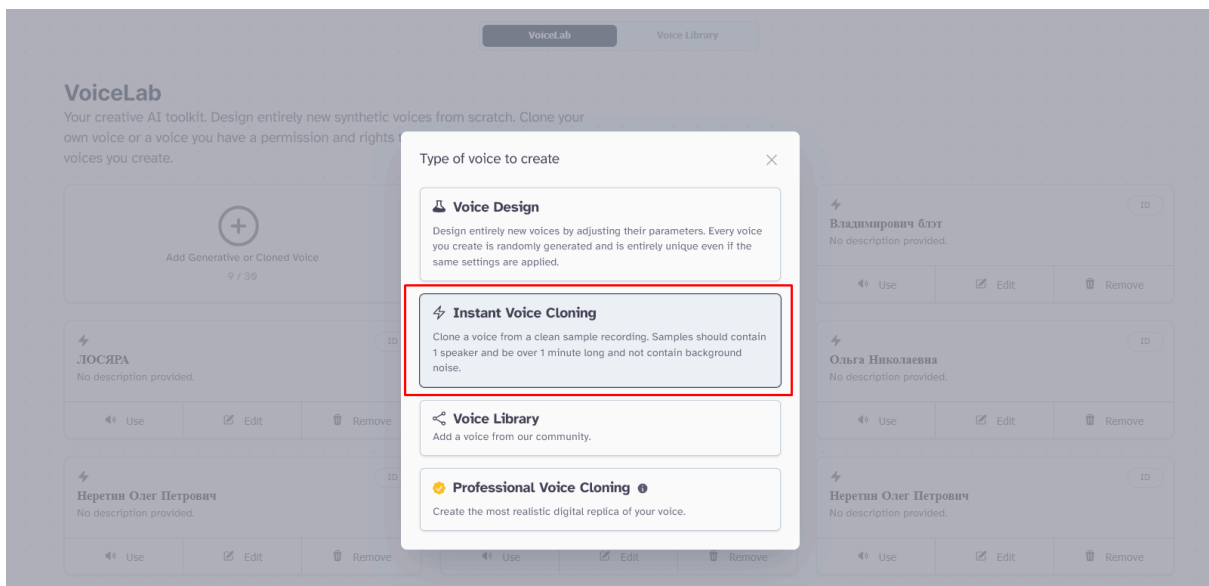 VoiceLab
Voice Library
VoiceLab
Your creative AI toolkit. Design entirely new synthetic voices from scratch. Clone your
own voice or a voice you have a permission and rights
voices you create.
Add Generative or Cloned Voice
9 / 30
Type of voice to create
Voice Design
Design entirely new voices by adjusting their parameters. Every voice
you create is randomly generated and is entirely unique even if the
same settings are applied.
Instant Voice Cloning
Clone a voice from a clean sample recording. Samples should contain
1 speaker and be over 1 minute long and not contain background
noise.
Voice Library
Add a voice from our community.
Professional Voice Cloning
Create the most realistic digital replica of your voice.
ID
Владимирович блэт
No description provided.
Use Edit Remove
ID
ЛОСЯРА
No description provided.
Use Edit Remove
ID
Ольга Николаевна
No description provided.
Use Edit Remove
ID
Неретин Олег Петрович
No description provided.
Use Edit Remove
Use Edit Remove
ID
Неретин Олег Петрович
No description provided.
Use Edit Remove